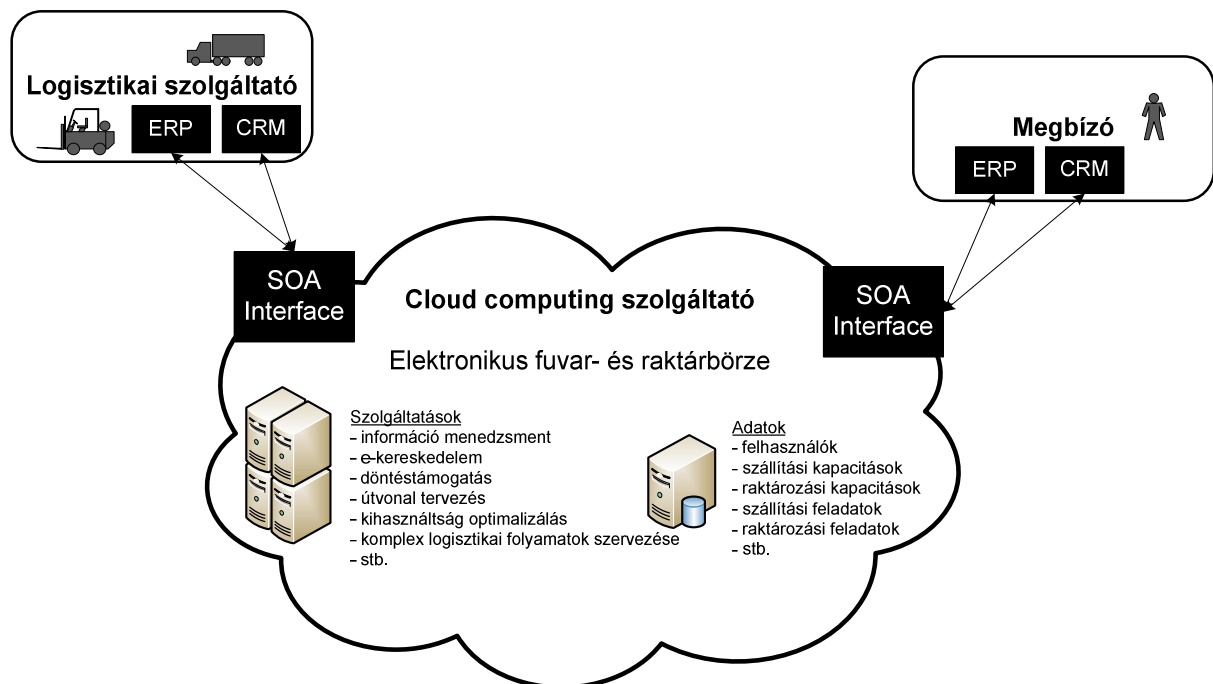 Logisztikai szolgáltató
ERP
CRM
Megbízó
ERP
CRM
SOA
Interface
SOA
Interface
Cloud computing szolgáltató
Elektronikus fuvar- és raktárbörze
Szolgáltatások
- információ menedzsment
- e-kereskedelem
- döntéstámogatás
- útvonal tervezés
- kihasználtság optimalizálás
- komplex logisztikai folyamatok szervezése
- stb.
Adatok
- felhasználók
- szállítási kapacitások
- raktározási kapacitások
- szállítási feladatok
- raktározási feladatok
- stb.